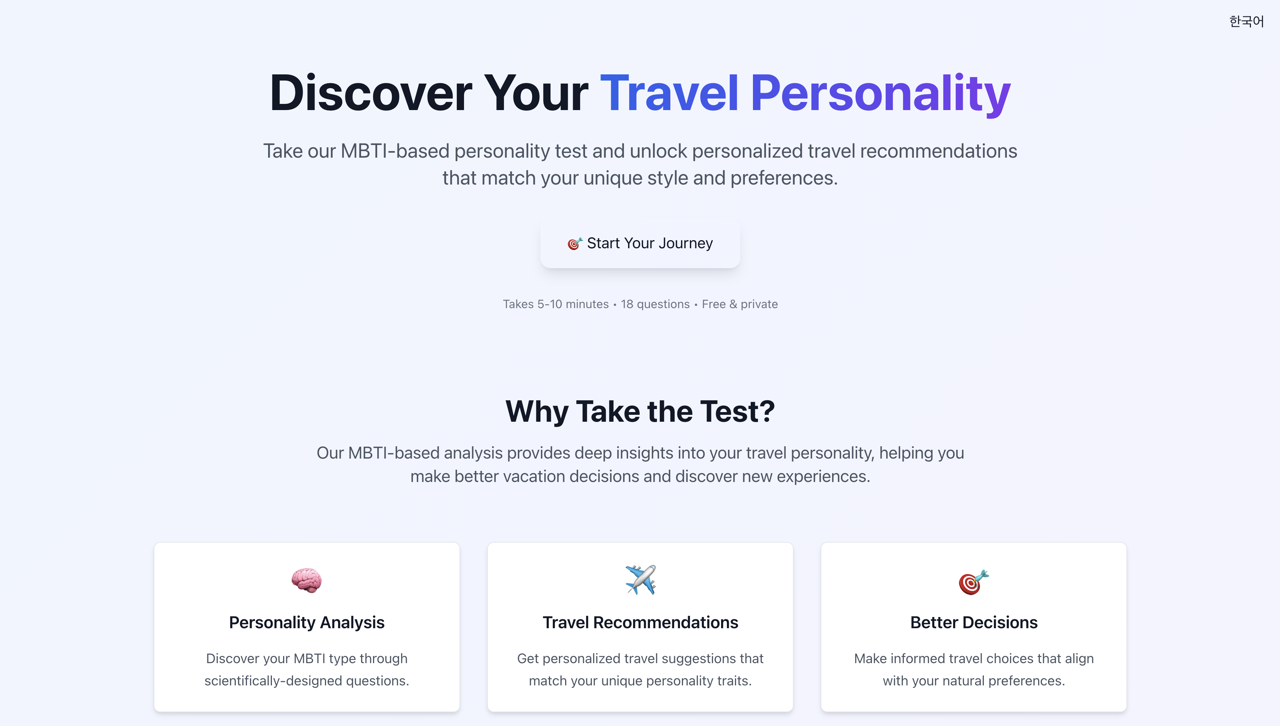 한국어
Discover Your Travel Personality
Take our MBTI-based personality test and unlock personalized travel recommendations
that match your unique style and preferences.
🎯 Start Your Journey
Takes 5-10 minutes • 18 questions • Free & private
Why Take the Test?
Our MBTI-based analysis provides deep insights into your travel personality, helping you
make better vacation decisions and discover new experiences.
Personality Analysis
Discover your MBTI type through
scientifically-designed questions.
Travel Recommendations
Get personalized travel suggestions that
match your unique personality traits.
Better Decisions
Make informed travel choices that align
with your natural preferences.